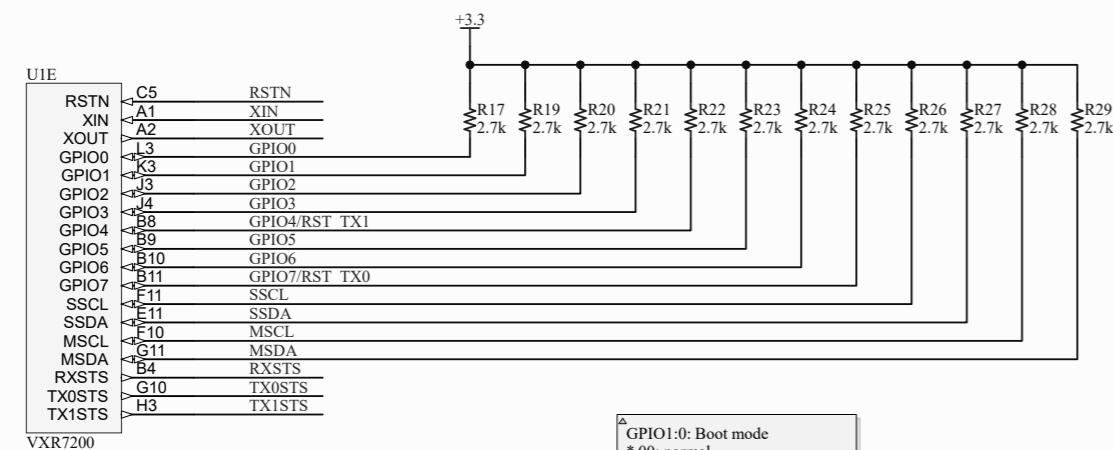 +3.3
U1E
RSTN C5 RSTN
XIN A1 XIN
XOUT A2 XOUT
GPIO0 L3 GPIO0
GPIO1 K3 GPIO1
GPIO2 J3 GPIO2
GPIO3 J4 GPIO3
GPIO4 B8 GPIO4/RST_TX1
GPIO5 B9 GPIO5
GPIO6 B10 GPIO6
GPIO7 B11 GPIO7/RST_TX0
SSCL F11 SSCL
SSDA E11 SSDA
MSCL F10 MSCL
MSDA G11 MSDA
RXSTS B4 RXSTS
TX0STS G10 TX0STS
TX1STS H3 TX1STS
VXR7200
R17 R19 R20 R21 R22 R23 R24 R25 R26 R27 R28 R29
2.7k 2.7k 2.7k 2.7k 2.7k 2.7k 2.7k 2.7k 2.7k 2.7k 2.7k 2.7k
GPIO1:0: Boot mode
* 00: normal